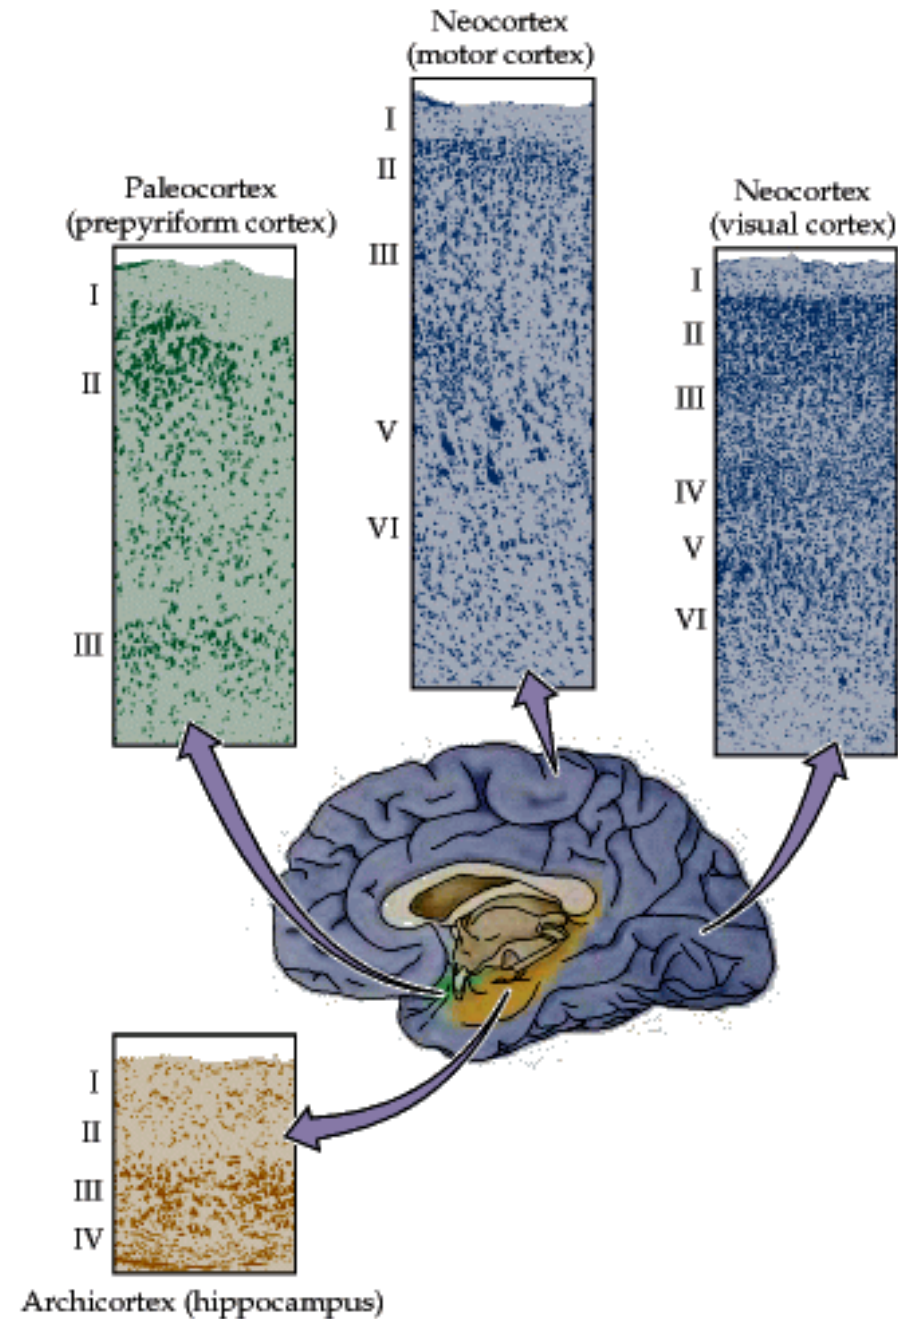 Neocortex
(motor cortex)
I
II
III
V
VI
Paleocortex
(prepyriform cortex)
I
II
III
Neocortex
(visual cortex)
I
II
III
IV
V
VI
I
II
III
IV
Archicortex (hippocampus)